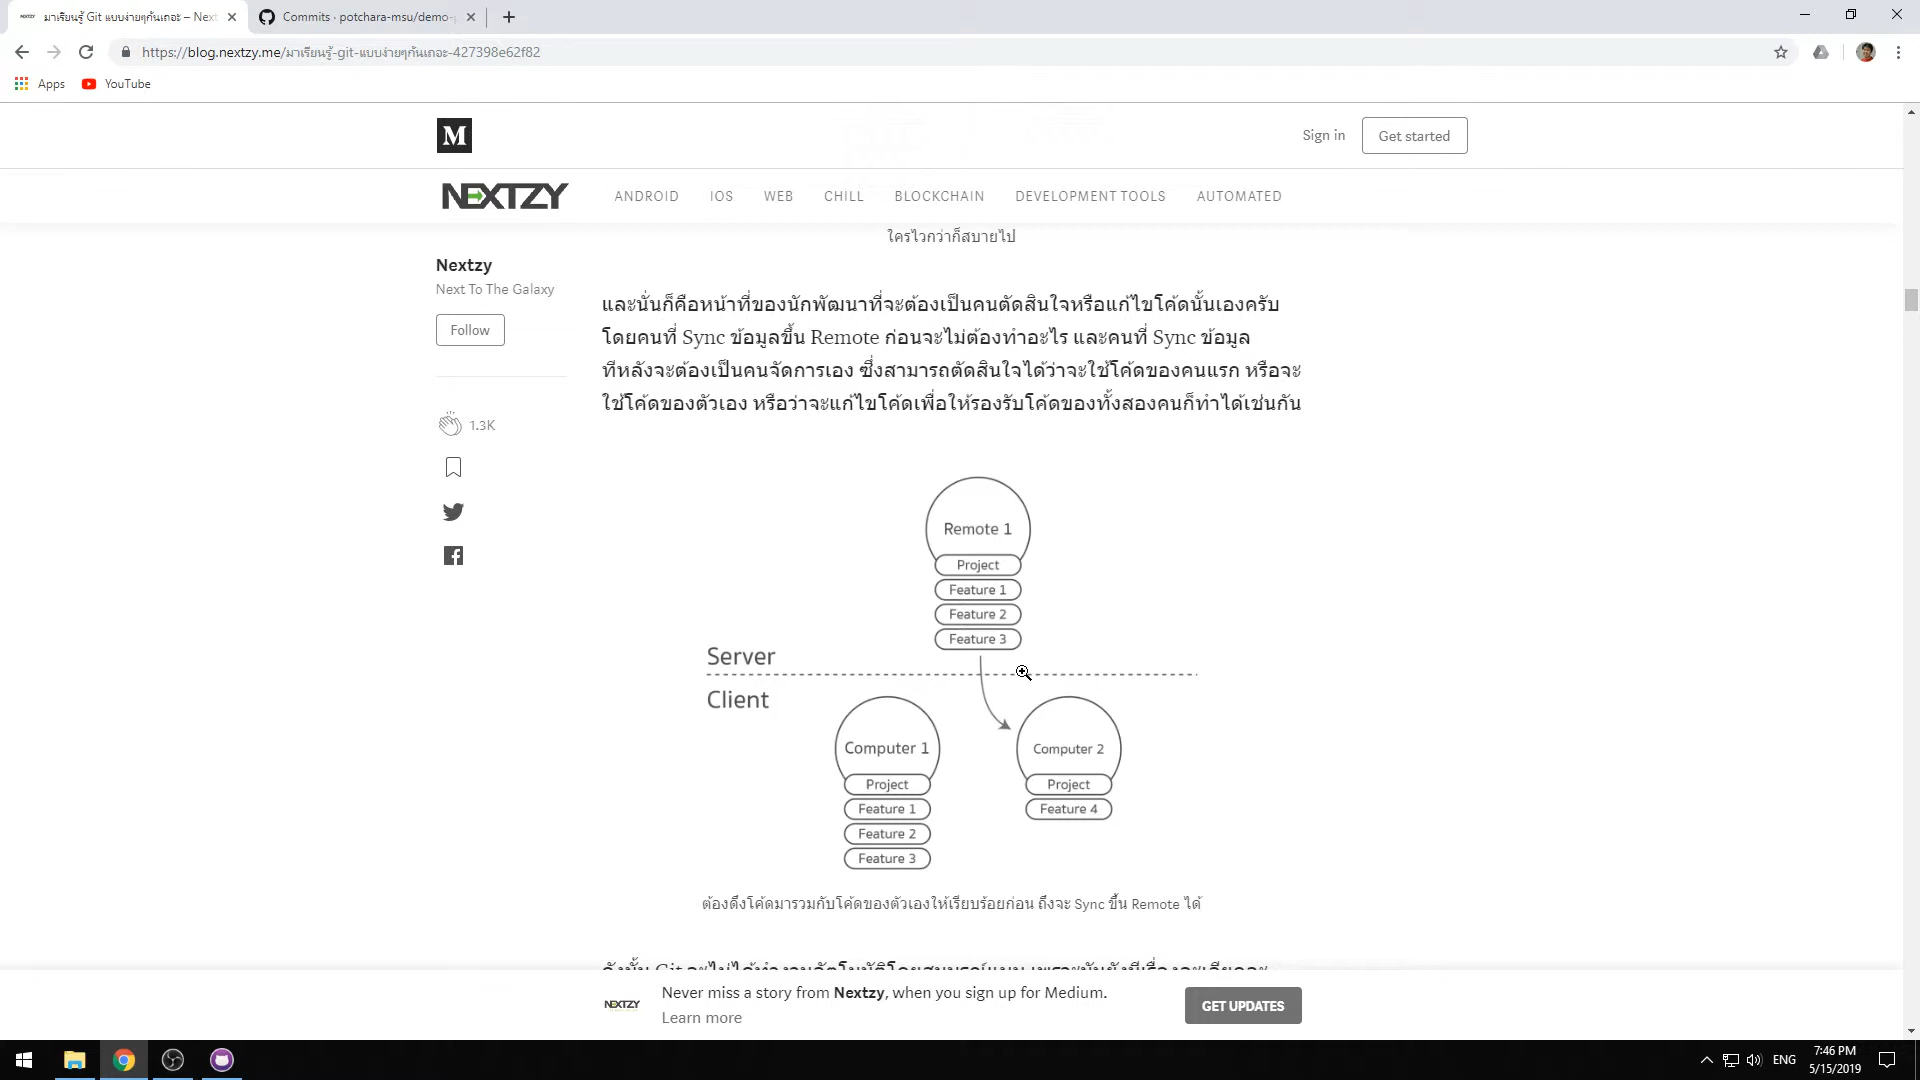 มาเรียนรู้ Git แบบง่ายๆกันเถอะ – Next
Commits · potchara-msu/demo-
https://blog.nextzy.me/มาเรียนรู้-git-แบบง่ายๆกันเถอะ-427398e62f82
Apps
YouTube
M
Sign in
Get started
NEXTZY
ANDROID
IOS
WEB
CHILL
BLOCKCHAIN
DEVELOPMENT TOOLS
AUTOMATED
ใครไวกว่าก็สบายไป
Nextzy
Next To The Galaxy
Follow
1.3K
และนั่นก็คือหน้าที่ของนักพัฒนาที่จะต้องเป็นคนตัดสินใจหรือแก้ไขโค้ดนั้นเองครับ
โดยคนที่ Sync ข้อมูลขึ้น Remote ก่อนจะไม่ต้องทำอะไร และคนที่ Sync ข้อมูล
ทีหลังจะต้องเป็นคนจัดการเอง ซึ่งสามารถตัดสินใจได้ว่าจะใช้โค้ดของคนแรก หรือจะ
ใช้โค้ดของตัวเอง หรือว่าจะแก้ไขโค้ดเพื่อให้รองรับโค้ดของทั้งสองคนก็ทำได้เช่นกัน
Remote 1
Project
Feature 1
Feature 2
Feature 3
Server
Client
Computer 1
Project
Feature 1
Feature 2
Feature 3
Computer 2
Project
Feature 4
ต้องดึงโค้ดมารวมกับโค้ดของตัวเองให้เรียบร้อยก่อน ถึงจะ Sync ขึ้น Remote ได้
NEXTZY
Never miss a story from Nextzy, when you sign up for Medium.
Learn more
GET UPDATES
ENG
7:46 PM
5/15/2019